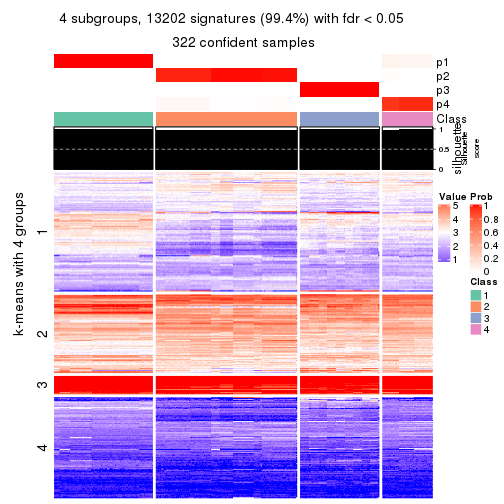 4 subgroups, 13202 signatures (99.4%) with fdr < 0.05
322 confident samples
p1
p2
p3
p4
Class
silhouette
1
0.5
0
Silhouette
score
k-means with 4 groups
1
2
3
4
Value
5
4
3
2
1
Prob
1
0.8
0.6
0.4
0.2
0
Class
1
2
3
4